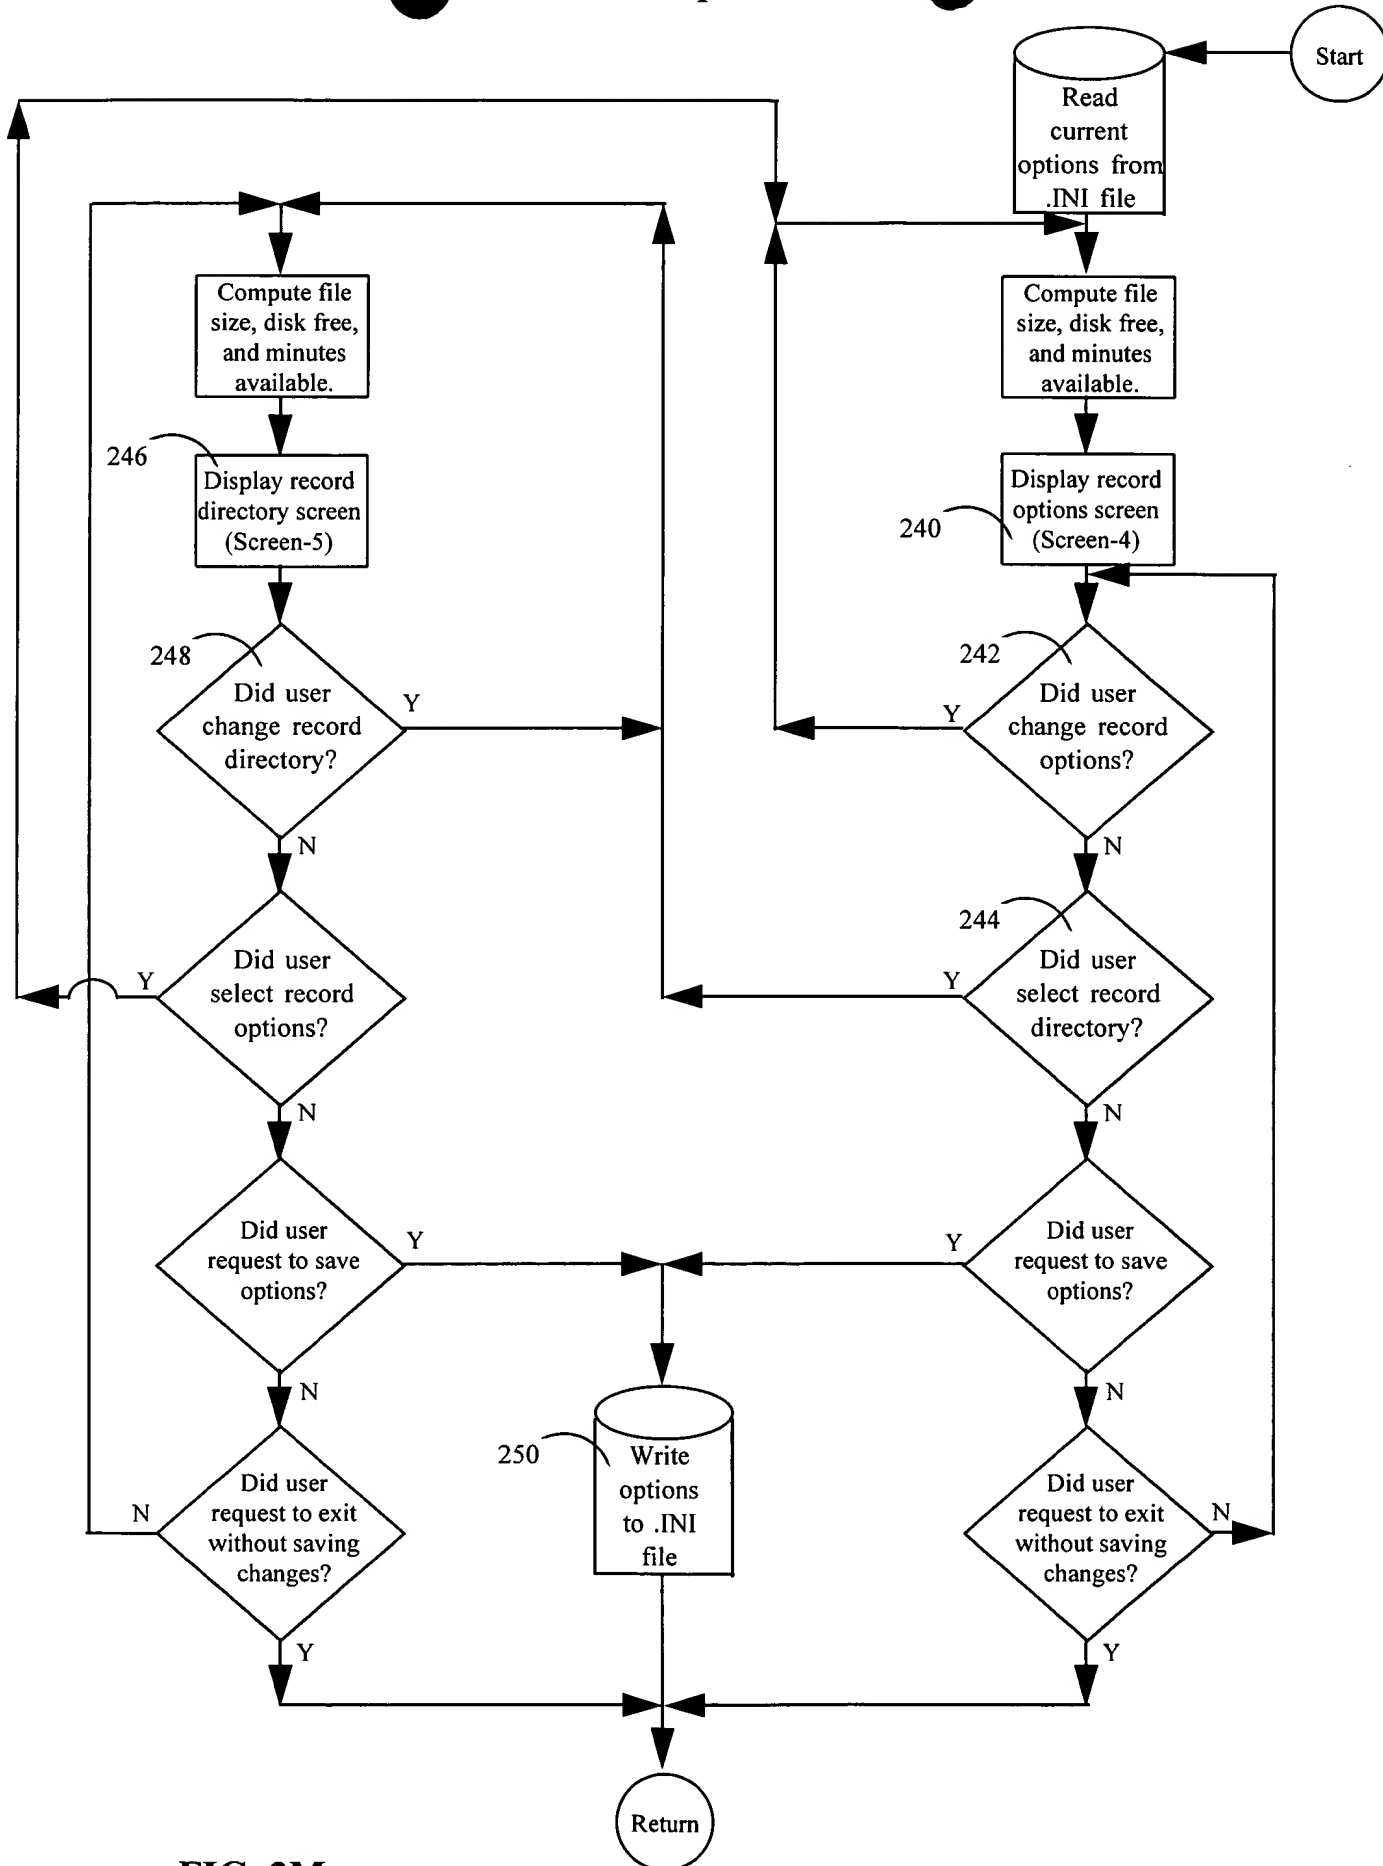 Start
Read
current
options from
.INI file
Compute file
size, disk free,
and minutes
available.
Compute file
size, disk free,
and minutes
available.
246
Display record
directory screen
(Screen-5)
240
Display record
options screen
(Screen-4)
248
Did user
change record
directory?
Y
N
242
Did user
change record
options?
Y
N
Did user
select record
options?
Y
N
244
Did user
select record
directory?
Y
N
Did user
request to save
options?
Y
N
Did user
request to save
options?
Y
N
250
Write
options
to .INI
file
Did user
request to exit
without saving
changes?
N
Y
Did user
request to exit
without saving
changes?
N
Y
Return